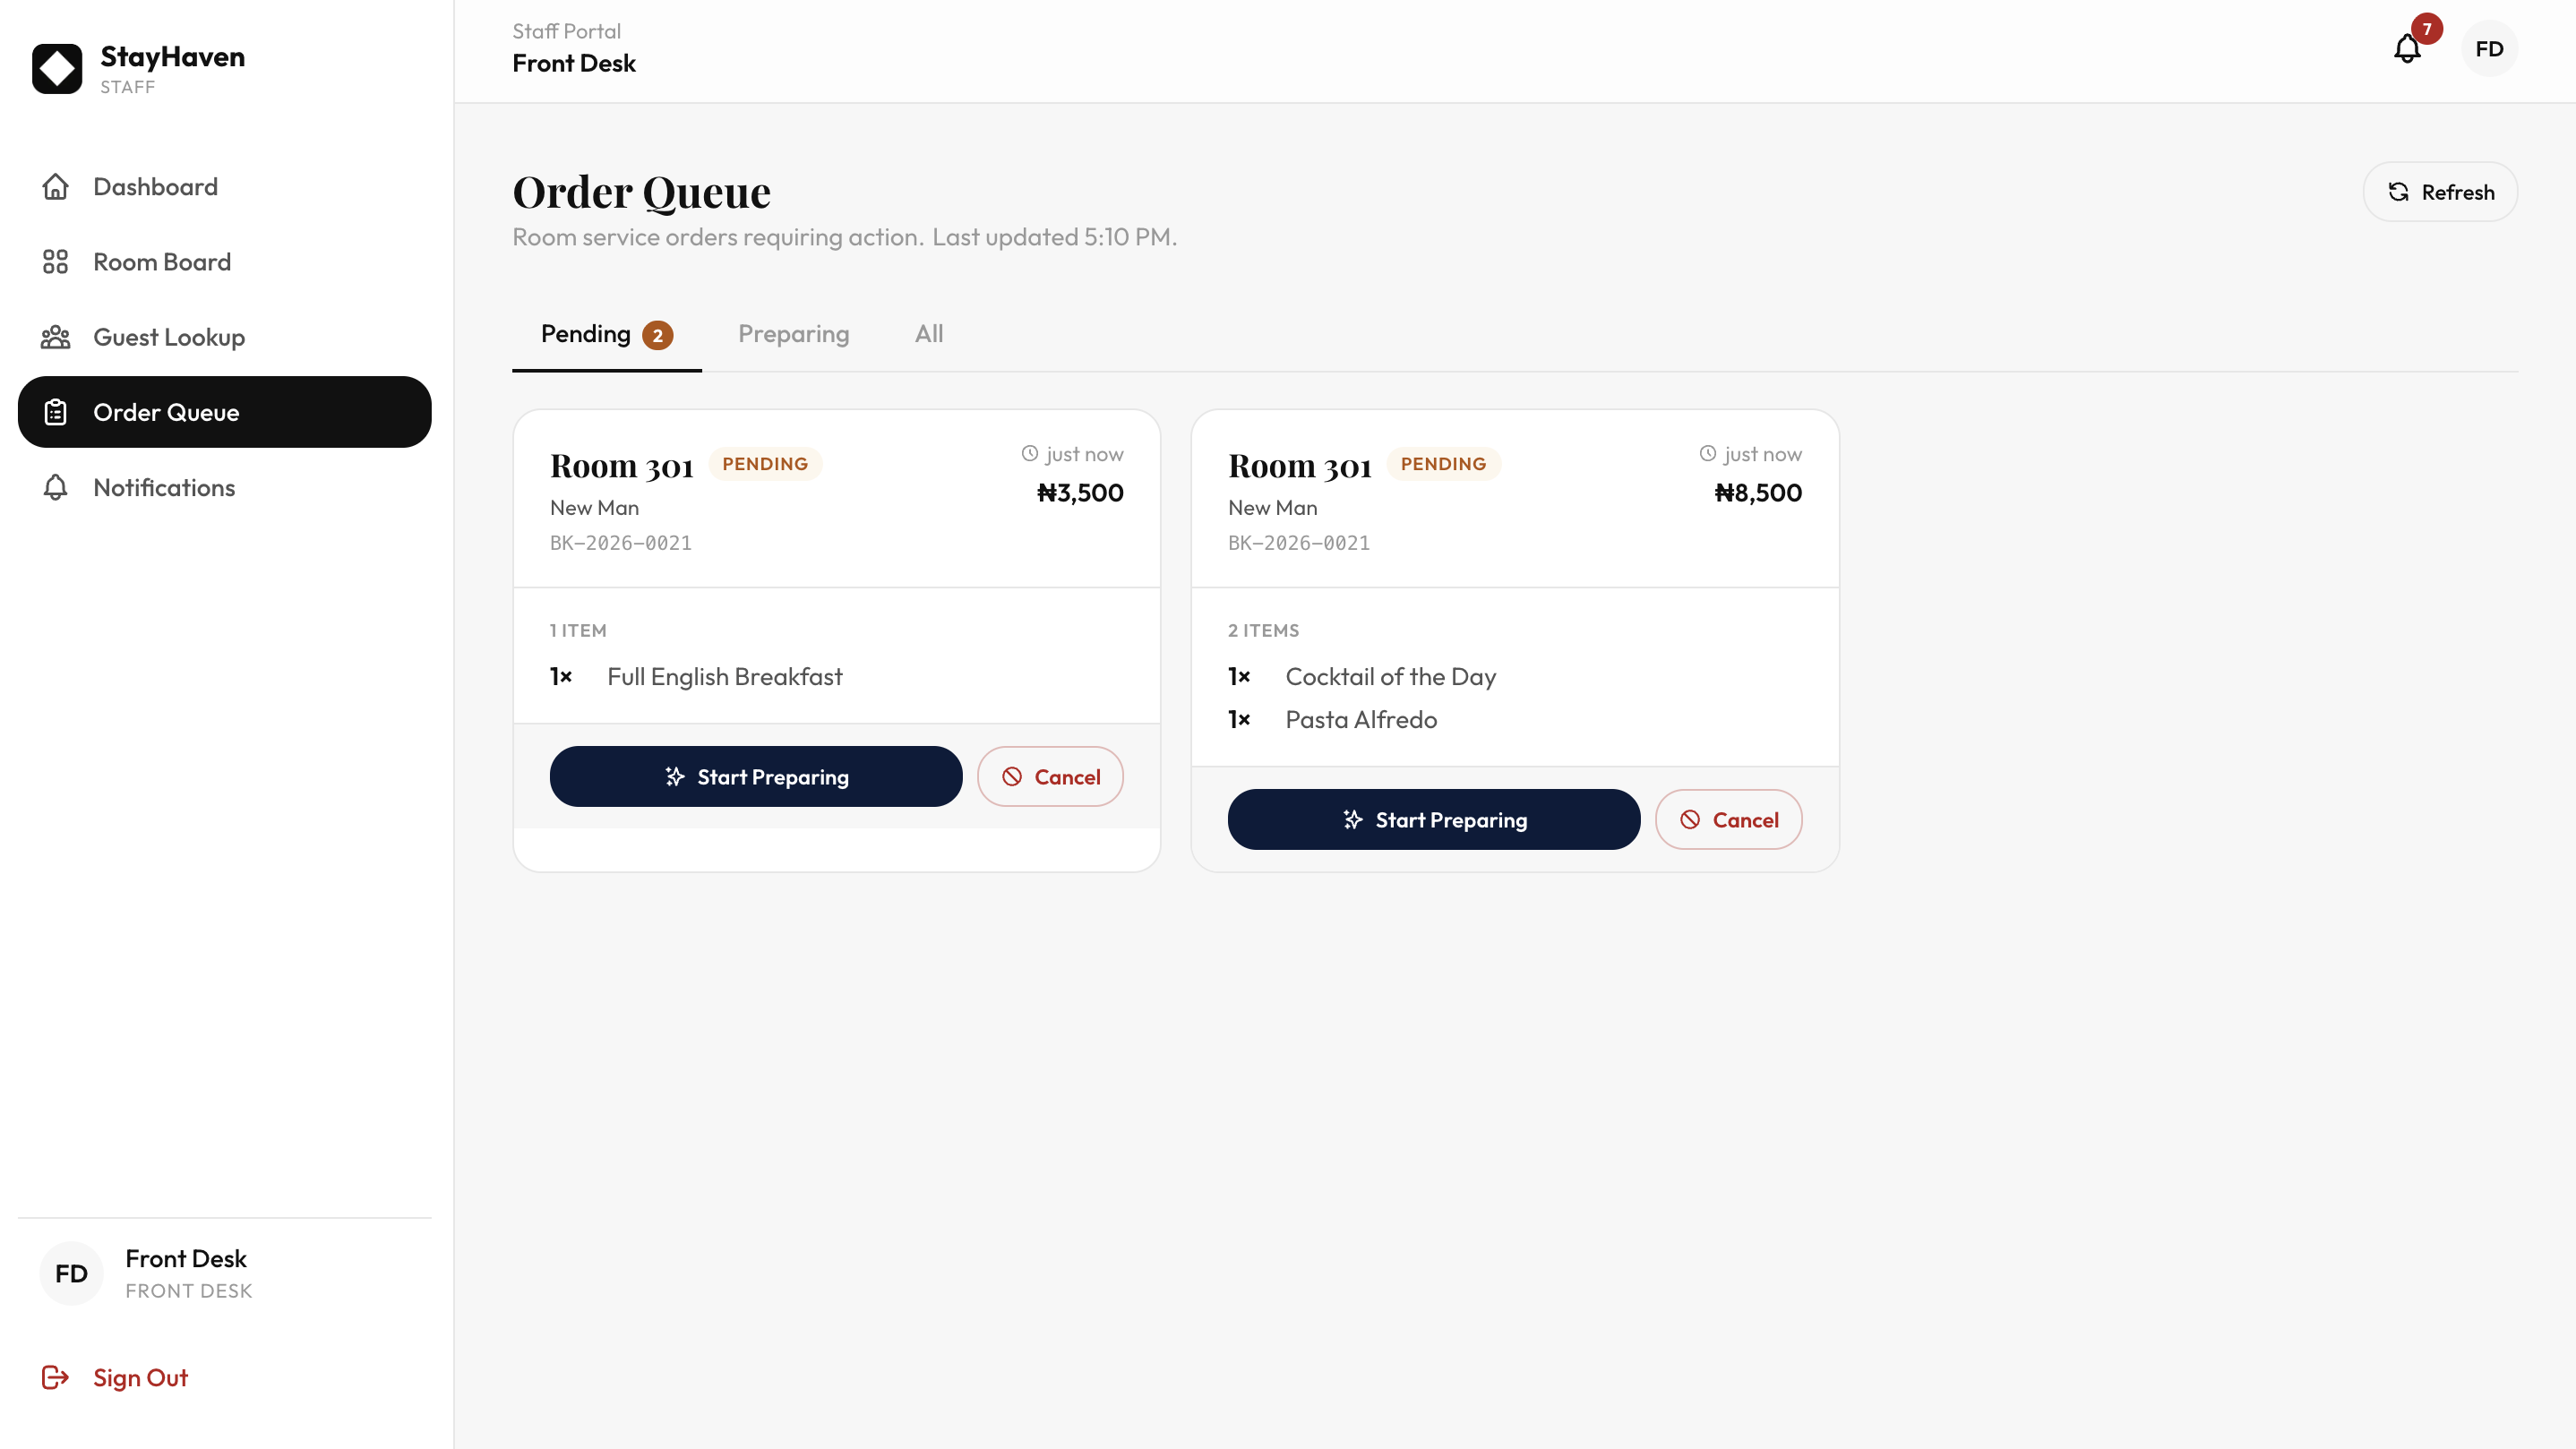 StayHaven
STAFF
Dashboard
Room Board
Guest Lookup
Order Queue
Notifications
Front Desk
FD
FRONT DESK
Sign Out
Staff Portal
Front Desk
7
FD
Order Queue
Room service orders requiring action. Last updated 5:10 PM.
Refresh
Pending 2 Preparing All
Room 301 PENDING just now
₦3,500
New Man
BK-2026-0021
1 ITEM
1× Full English Breakfast
Start Preparing Cancel
Room 301 PENDING just now
₦8,500
New Man
BK-2026-0021
2 ITEMS
1× Cocktail of the Day
1× Pasta Alfredo
Start Preparing Cancel